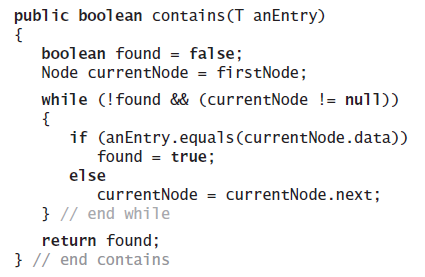 public boolean contains(T anEntry)
{
   boolean found = false;
   Node currentNode = firstNode;
   while (!found && (currentNode != null))
   {
      if (anEntry.equals(currentNode.data))
         found = true;
      else
         currentNode = currentNode.next;
   } // end while
   return found;
} // end contains